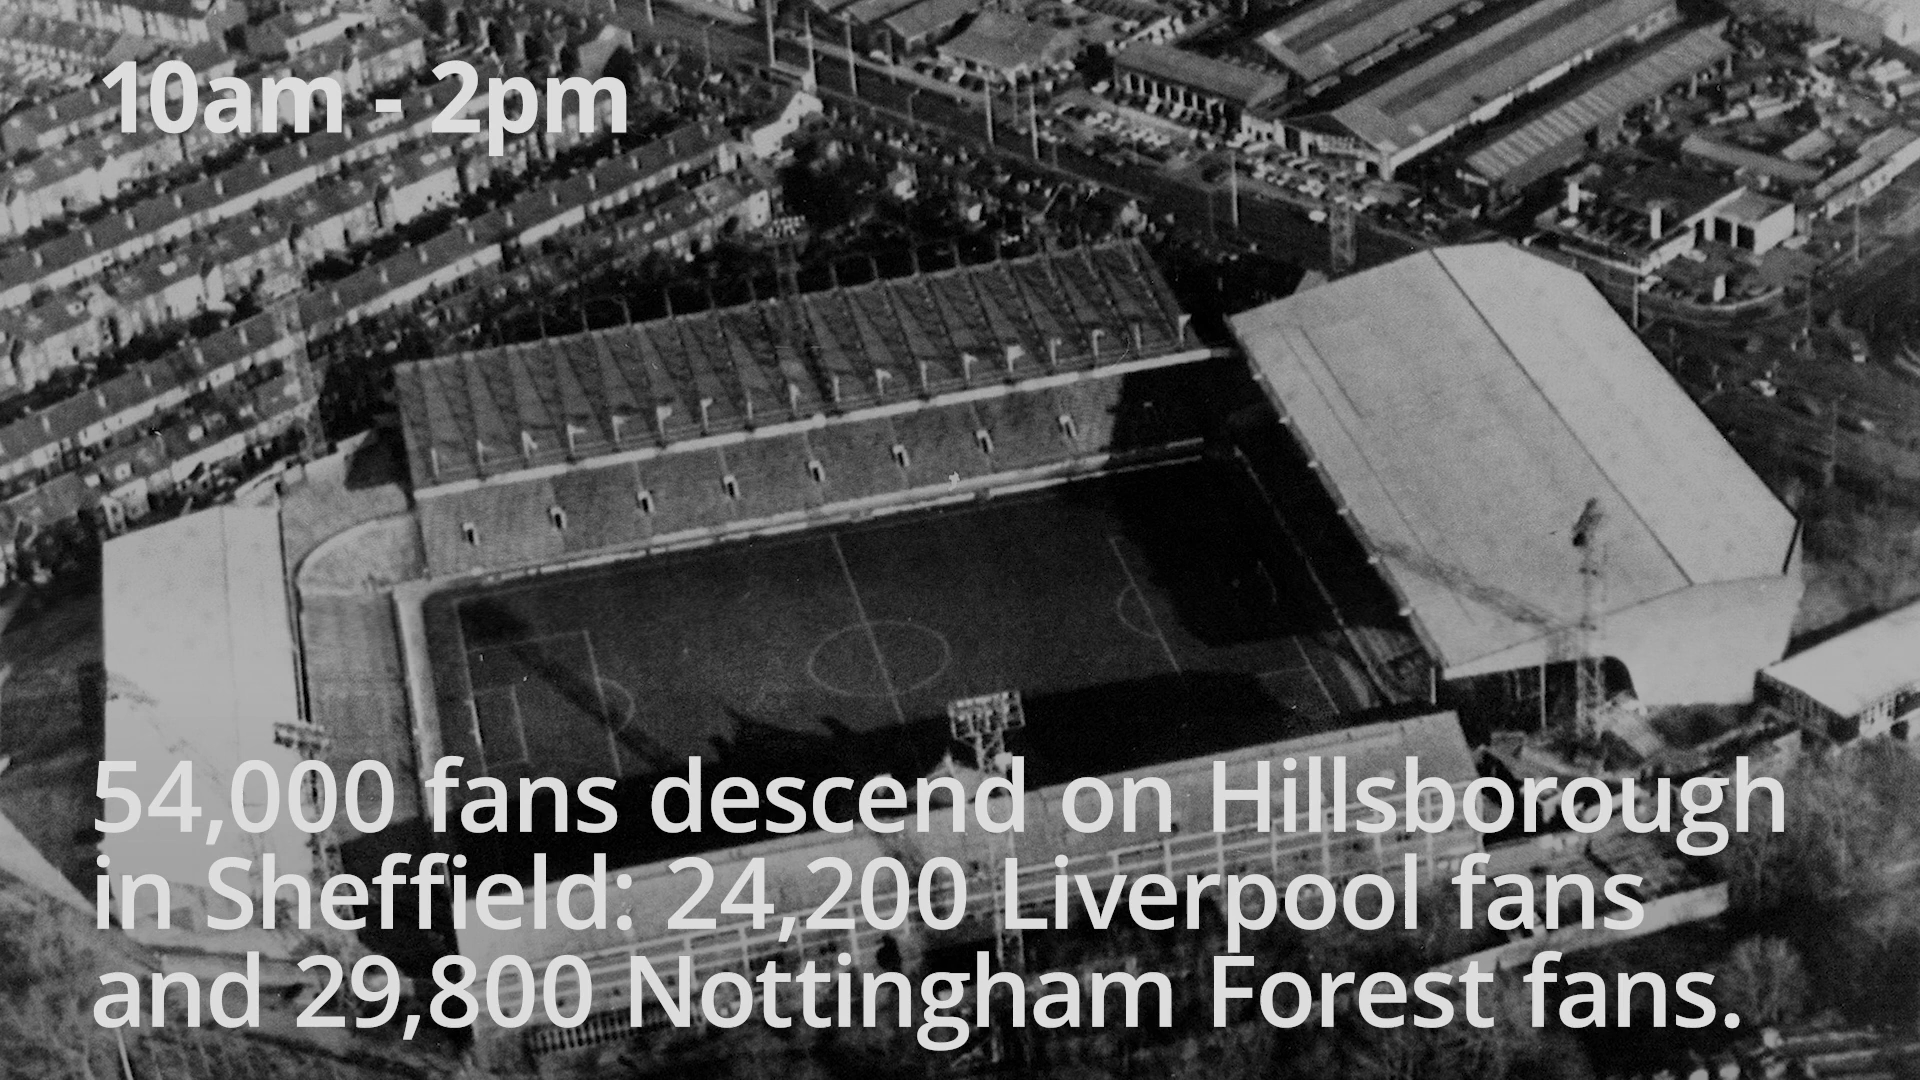 10am - 2pm
54,000 fans descend on Hillsborough
in Sheffield: 24,200 Liverpool fans
and 29,800 Nottingham Forest fans.